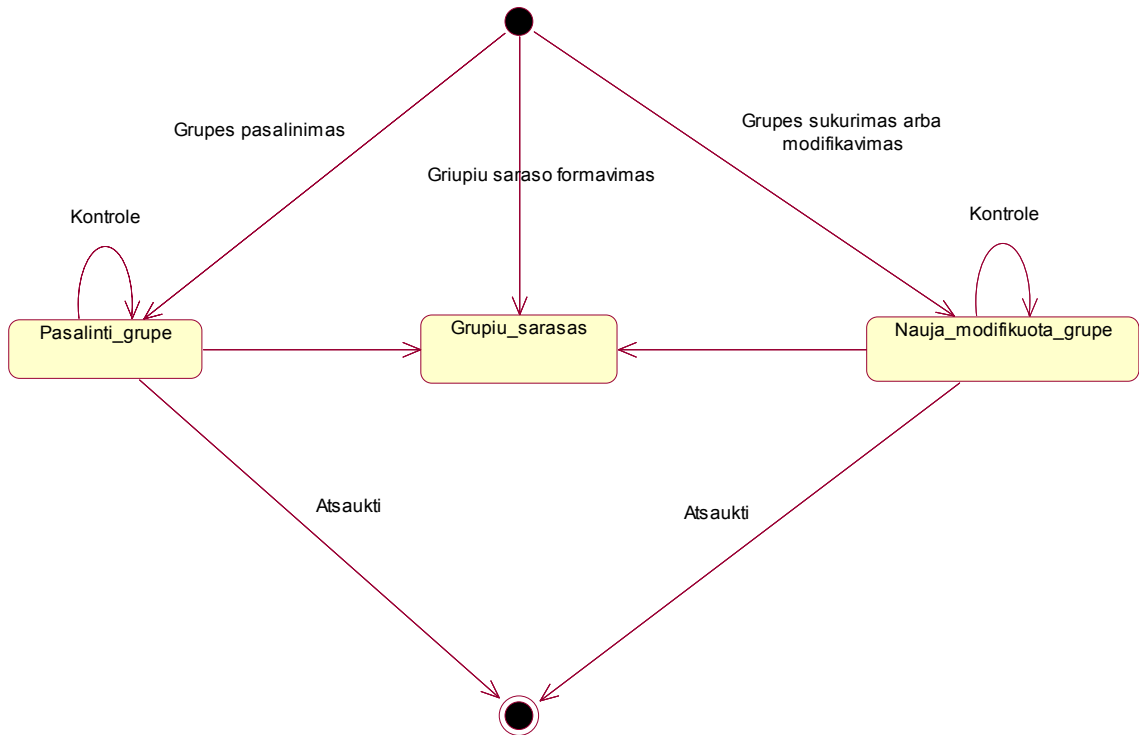 Grupes pasalinimas
Grupes sukurimas arba
modifikavimas
Griupiu saraso formavimas
Kontrole
Kontrole
Pasalinti_grupe
Grupiu_sarasas
Nauja_modifikuota_grupe
Atsaukti
Atsaukti